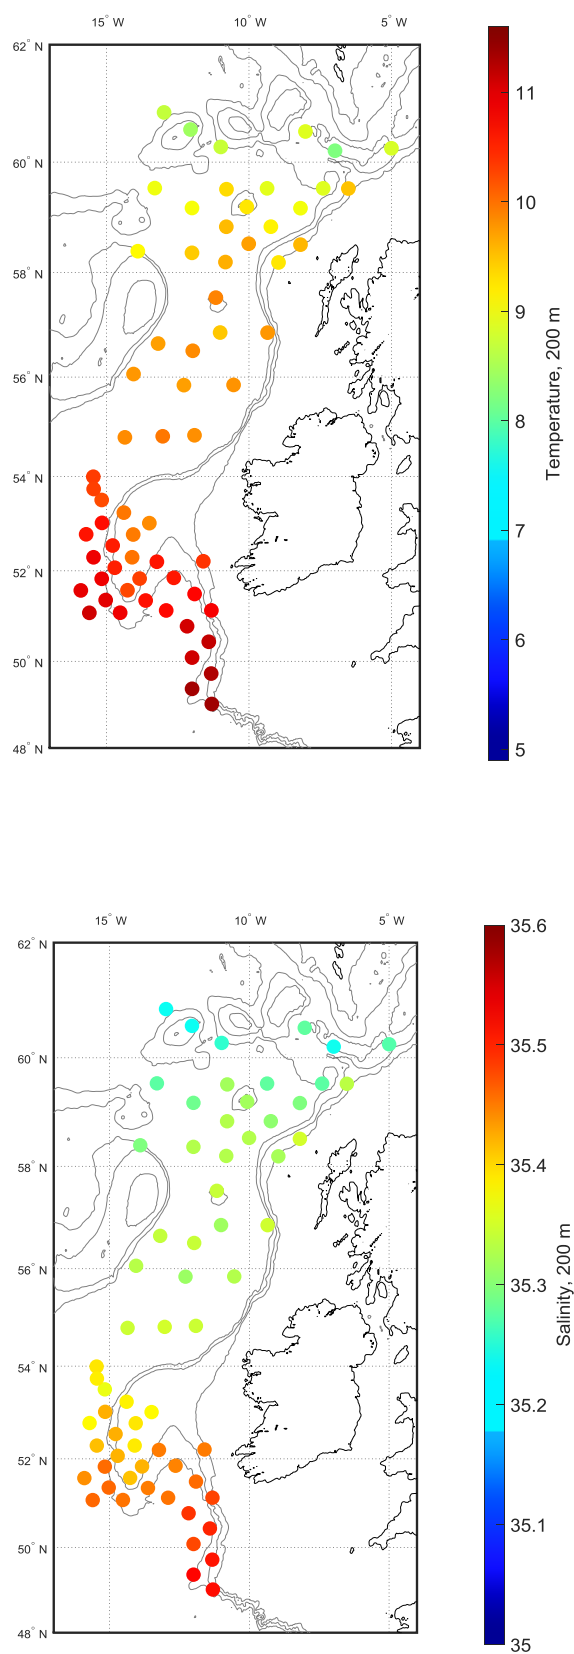 15° W 10° W 5° W
62° N
60° N
58° N
56° N
54° N
52° N
50° N
48° N
11
10
9
8
7
6
5
Temperature, 200 m
15° W 10° W 5° W
62° N
60° N
58° N
56° N
54° N
52° N
50° N
48° N
35.6
35.5
35.4
35.3
35.2
35.1
35
Salinity, 200 m